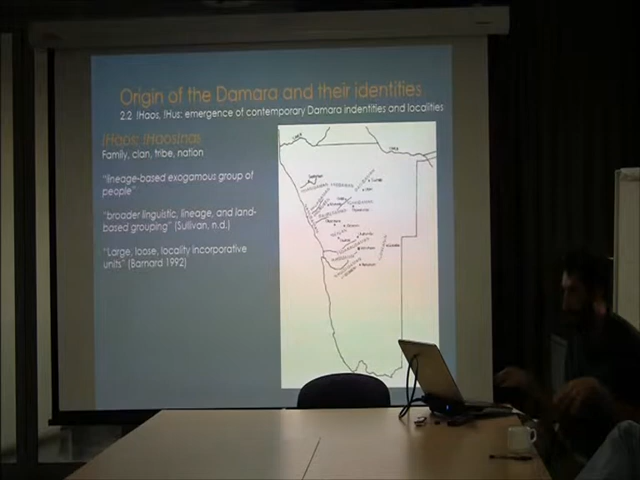 Origin of the Damara and their identities
2.2 !Haos, !Hus: emergence of contemporary Damara indentities and localities
!Haos; !Haosinas
Family, clan, tribe, nation
“lineage-based exogamous group of
people”
“broader linguistic, lineage, and land-
based grouping” (Sullivan, n.d.)
“Large, loose, locality incorporative
units” (Barnard 1992)